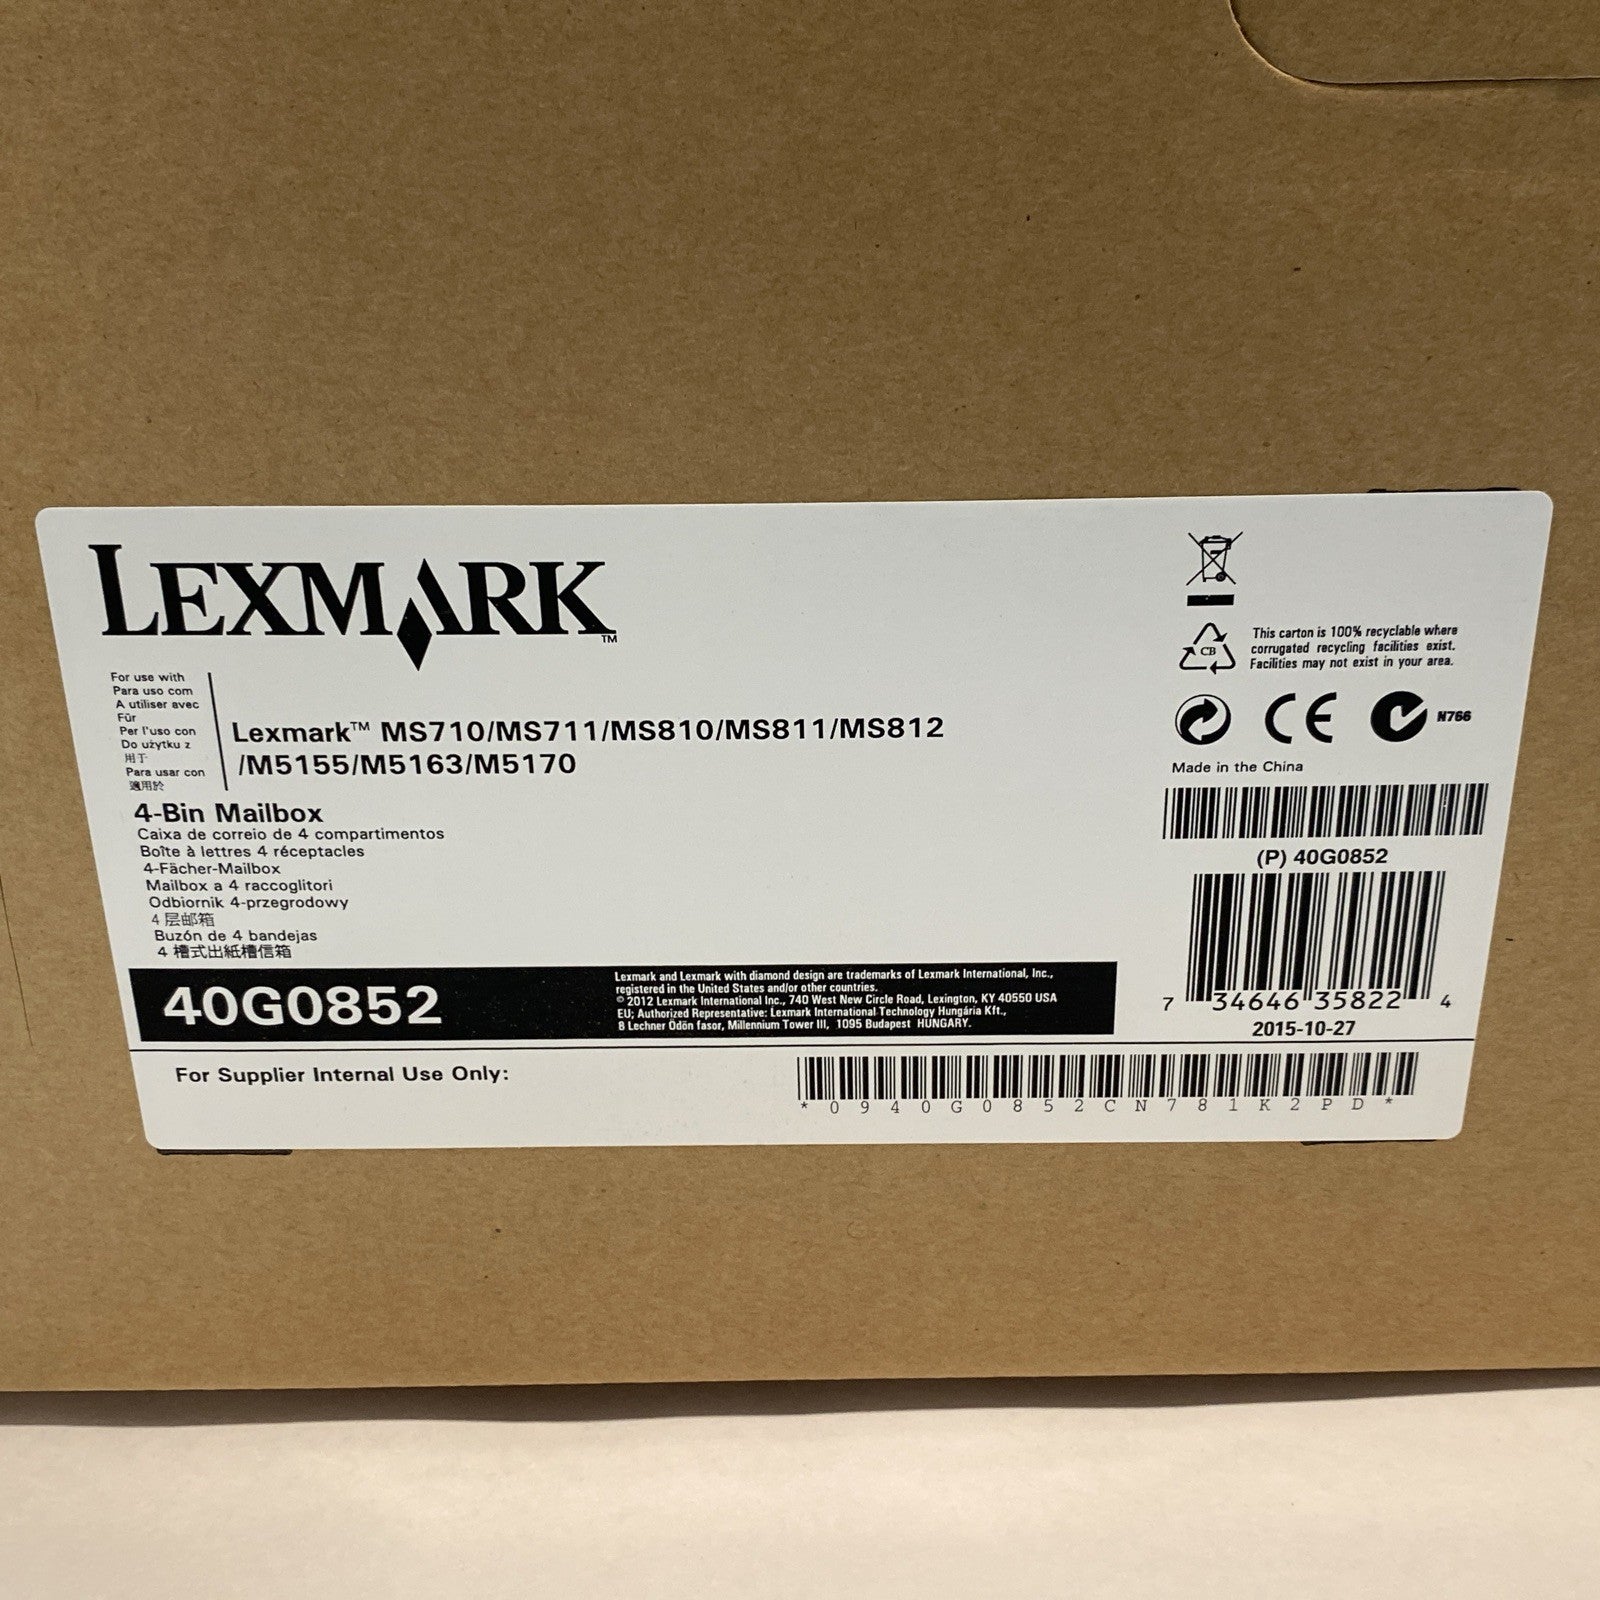 LEXMARK™
For use with
Para uso com
A utiliser avec
Für
Per l'uso con
Do użytku z
用于
Para usar con
適用於
Lexmark™ MS710/MS711/MS810/MS811/MS812
/M5155/M5163/M5170
4-Bin Mailbox
Caixa de correio de 4 compartimentos
Boîte à lettres 4 réceptacles
4-Fächer-Mailbox
Mailbox a 4 raccoglitori
Odbiornik 4-przegrodowy
4 层邮箱
Buzón de 4 bandejas
4 槽式出紙槽信箱
40G0852
Lexmark and Lexmark with diamond design are trademarks of Lexmark International, Inc.,
registered in the United States and/or other countries.
© 2012 Lexmark International Inc., 740 West New Circle Road, Lexington, KY 40550 USA
EU; Authorized Representative: Lexmark International Technology Hungária Kft.,
8 Lechner Ödön fasor, Millennium Tower III, 1095 Budapest HUNGARY.
CB
This carton is 100% recyclable where
corrugated recycling facilities exist.
Facilities may not exist in your area.
CE
N766
Made in the China
(P) 40G0852
7 34646 35822 4
2015-10-27
For Supplier Internal Use Only:
*0940G0852CN781K2PD*